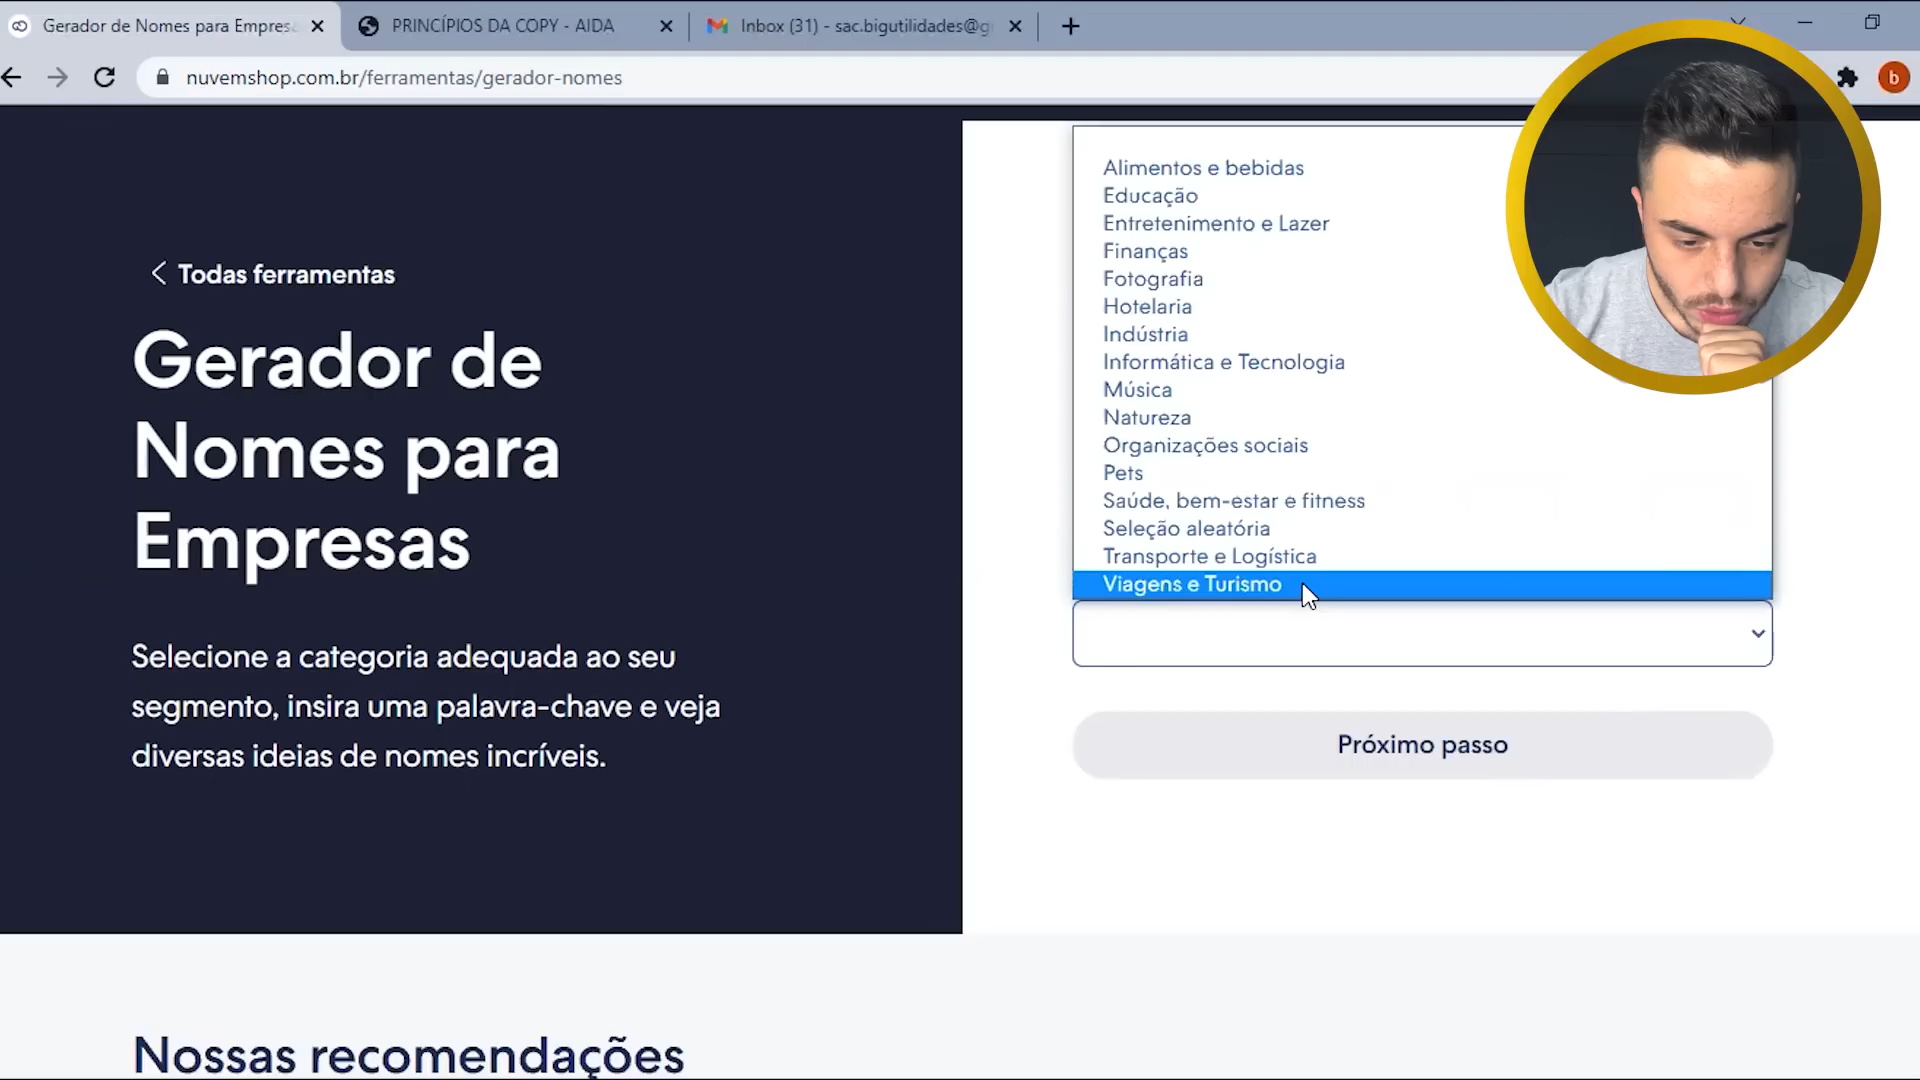 Gerador de Nomes para Empresa
PRINCÍPIOS DA COPY - AIDA
Inbox (31) - sac.bigutilidades@g
nuvemshop.com.br/ferramentas/gerador-nomes
b
Todas ferramentas
Gerador de
Nomes para
Empresas
Selecione a categoria adequada ao seu
segmento, insira uma palavra-chave e veja
diversas ideias de nomes incríveis.
Alimentos e bebidas
Educação
Entretenimento e Lazer
Finanças
Fotografia
Hotelaria
Indústria
Informática e Tecnologia
Música
Natureza
Organizações sociais
Pets
Saúde, bem-estar e fitness
Seleção aleatória
Transporte e Logística
Viagens e Turismo
Próximo passo
Nossas recomendações